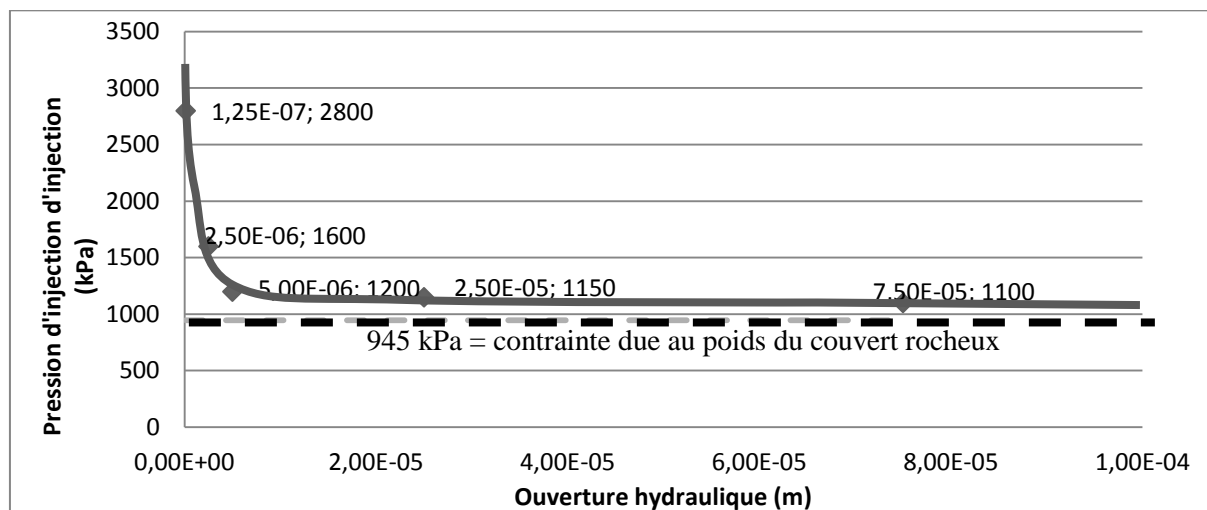 Pression d'injection d'injection
(kPa)
3500
3000
2500
2000
1500
1000
500
0
1,25E-07; 2800
2,50E-06; 1600
5,00E-06; 1200
2,50E-05; 1150
7,50E-05; 1100
945 kPa = contrainte due au poids du couvert rocheux
0,00E+00 2,00E-05 4,00E-05 6,00E-05 8,00E-05 1,00E-04
Ouverture hydraulique (m)